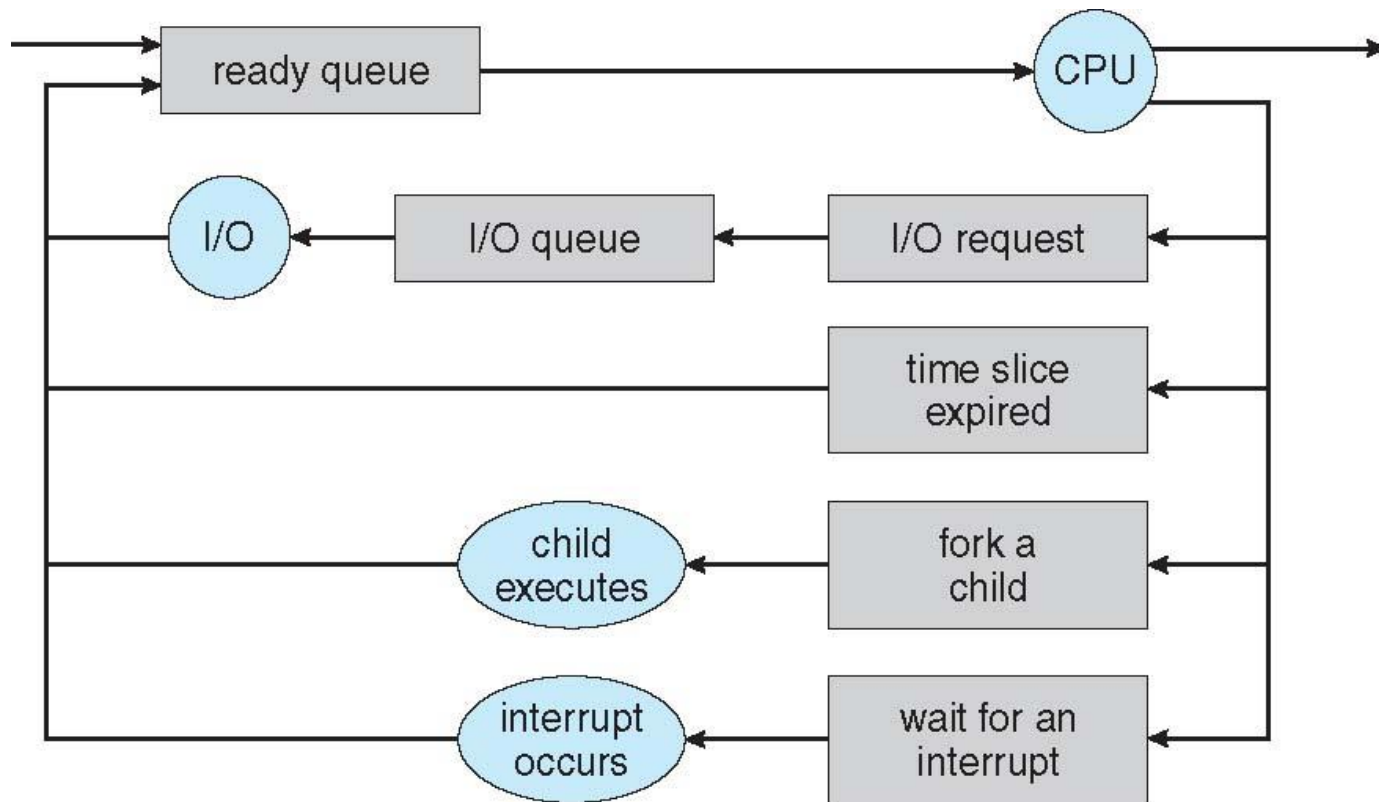 ready queue
CPU
I/O
I/O queue
I/O request
time slice
expired
child
executes
fork a
child
interrupt
occurs
wait for an
interrupt